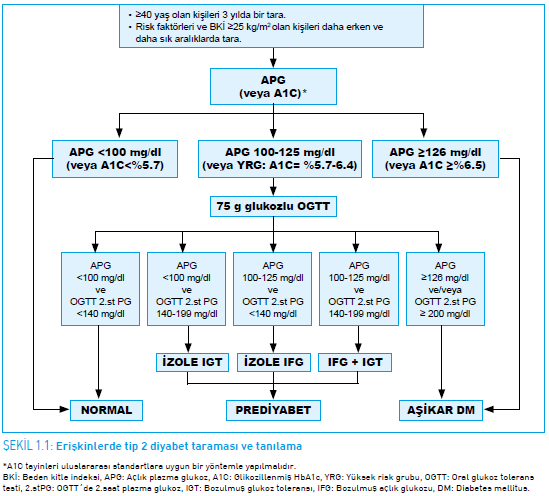 • ≥40 yaş olan kişileri 3 yılda bir tara.
• Risk faktörleri ve BKİ ≥25 kg/m² olan kişileri daha erken ve
daha sık aralıklarda tara.
APG
(veya A1C)*
APG <100 mg/dl
(veya A1C<%5.7)
APG 100-125 mg/dl
(veya YRG: A1C= %5.7-6.4)
APG ≥126 mg/dl
(veya A1C ≥%6.5)
75 g glukozlu OGTT
APG
<100 mg/dl
ve
OGTT 2.st PG
<140 mg/dl
APG
<100 mg/dl
ve
OGTT 2.st PG
140-199 mg/dl
APG
100-125 mg/dl
ve
OGTT 2.st PG
<140 mg/dl
APG
100-125 mg/dl
ve
OGTT 2.st PG
140-199 mg/dl
APG
≥126 mg/dl
ve/veya
OGTT 2.st PG
≥ 200 mg/dl
İZOLE IGT
İZOLE IFG
IFG + IGT
NORMAL
PREDİYABET
AŞİKAR DM
ŞEKİL 1.1: Erişkinlerde tip 2 diyabet taraması ve tanılama
*A1C tayinleri uluslararası standartlara uygun bir yöntemle yapılmalıdır.
BKİ: Beden kitle indeksi, APG: Açlık plazma glukoz, A1C: Glikozillenmiş HbA1c, YRG: Yüksek risk grubu, OGTT: Oral glukoz tolerans
testi, 2.stPG: OGTT´de 2.saat plazma glukoz, IGT: Bozulmuş glukoz toleransı, IFG: Bozulmuş açlık glukozu, DM: Diabetes mellitus.